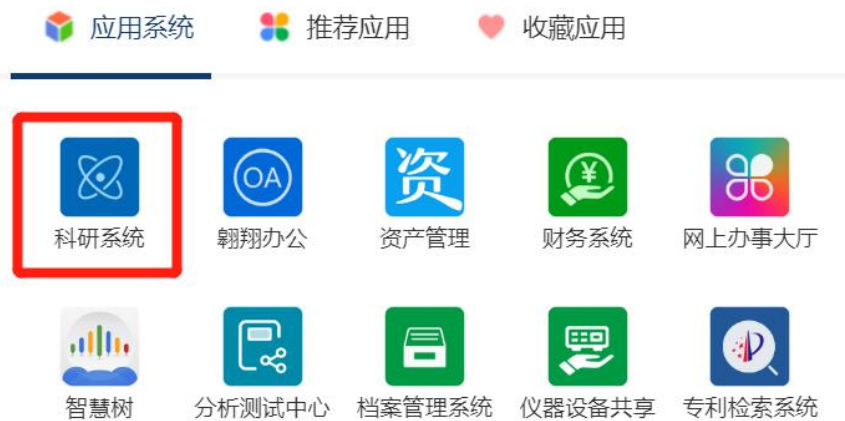 应用系统 推荐应用 收藏应用
科研系统 翱翔办公 资产管理 财务系统 网上办事大厅
OA 资
智慧树 分析测试中心 档案管理系统 仪器设备共享 专利检索系统